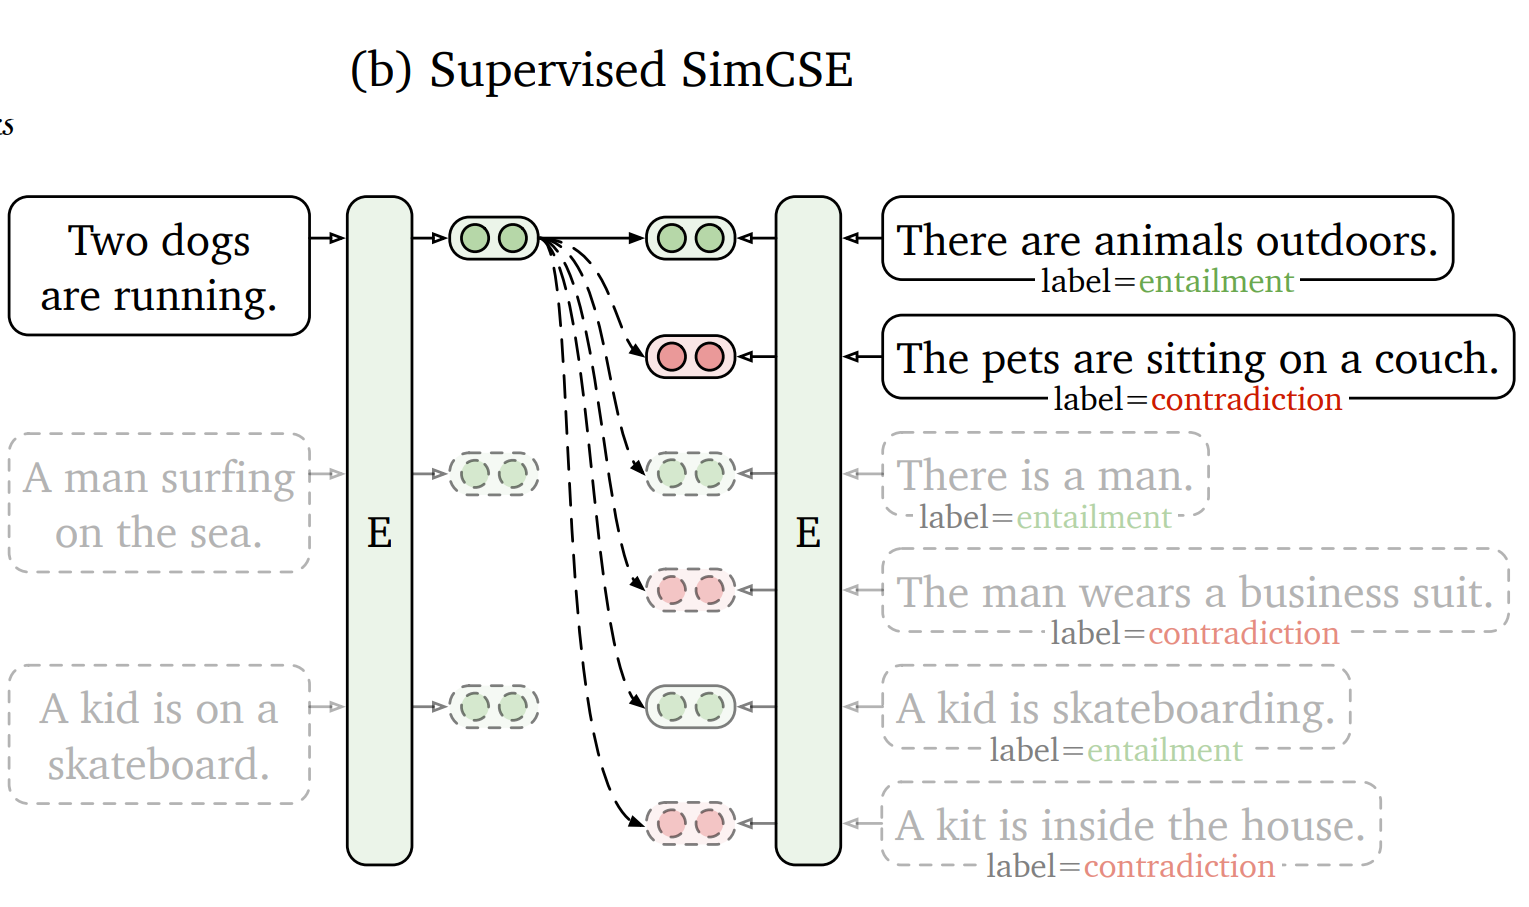 (b) Supervised SimCSE
Two dogs
are running.
E
There are animals outdoors.
label=entailment
The pets are sitting on a couch.
label=contradiction
A man surfing
on the sea.
E
There is a man.
label=entailment
The man wears a business suit.
label=contradiction
A kid is on a
skateboard.
A kid is skateboarding.
label=entailment
A kit is inside the house.
label=contradiction